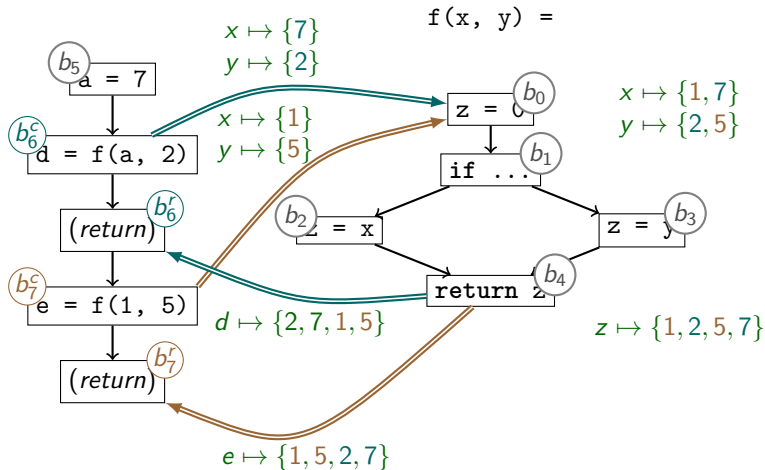 f(x, y) =
x ↦ {7}
y ↦ {2}
b₅
a = 7
b₀
z = 0
x ↦ {1, 7}
y ↦ {2, 5}
x ↦ {1}
y ↦ {5}
b₆ᶜ
d = f(a, 2)
b₁
if ...
b₆ʳ
(return)
b₂
z = x
b₃
z = y
b₇ᶜ
e = f(1, 5)
b₄
return z
d ↦ {2, 7, 1, 5}
z ↦ {1, 2, 5, 7}
b₇ʳ
(return)
e ↦ {1, 5, 2, 7}